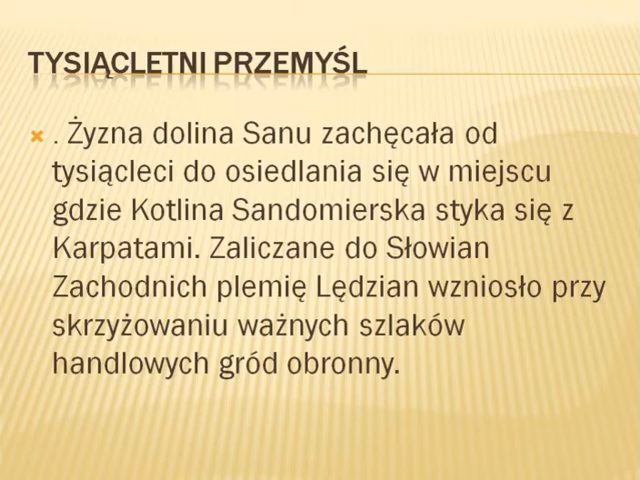 TYSIĄCLETNI PRZEMYŚL
. Żyzna dolina Sanu zachęcała od
tysiącleci do osiedlania się w miejscu
gdzie Kotlina Sandomierska styka się z
Karpatami. Zaliczane do Słowian
Zachodnich plemię Lędzian wzniosło przy
skrzyżowaniu ważnych szlaków
handlowych gród obronny.